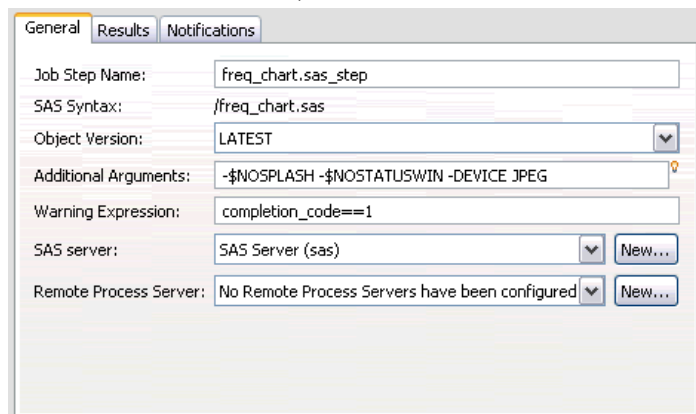 General Results Notifications
Job Step Name: freq_chart.sas_step
SAS Syntax: /freq_chart.sas
Object Version: LATEST
Additional Arguments: -$NOSPLASH -$NOSTATUSWIN -DEVICE JPEG
Warning Expression: completion_code==1
SAS server: SAS Server (sas) New...
Remote Process Server: No Remote Process Servers have been configured New...